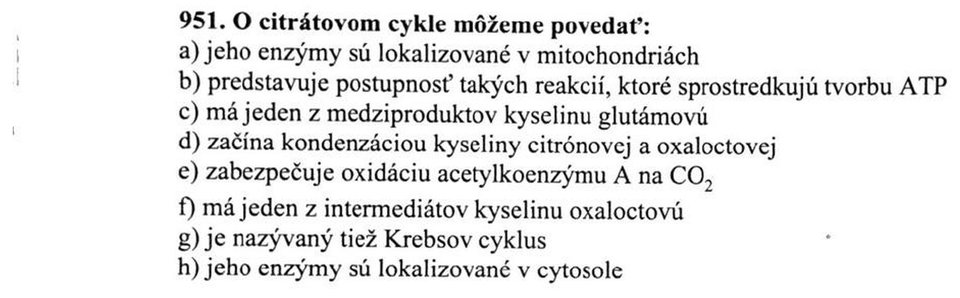 951. O citrátovom cykle môžeme povedať:
a) jeho enzýmy sú lokalizované v mitochondriách
b) predstavuje postupnosť takých reakcií, ktoré sprostredkujú tvorbu ATP
c) má jeden z medziproduktov kyselinu glutámovú
d) začína kondenzáciou kyseliny citrónovej a oxaloctovej
e) zabezpečuje oxidáciu acetylkoenzýmu A na CO₂
f) má jeden z intermediátov kyselinu oxaloctovú
g) je nazývaný tiež Krebsov cyklus
h) jeho enzýmy sú lokalizované v cytosole